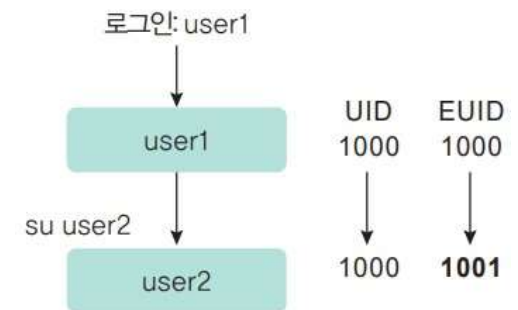 로그인: user1
UID EUID
user1 1000 1000
su user2
user2 1000 1001